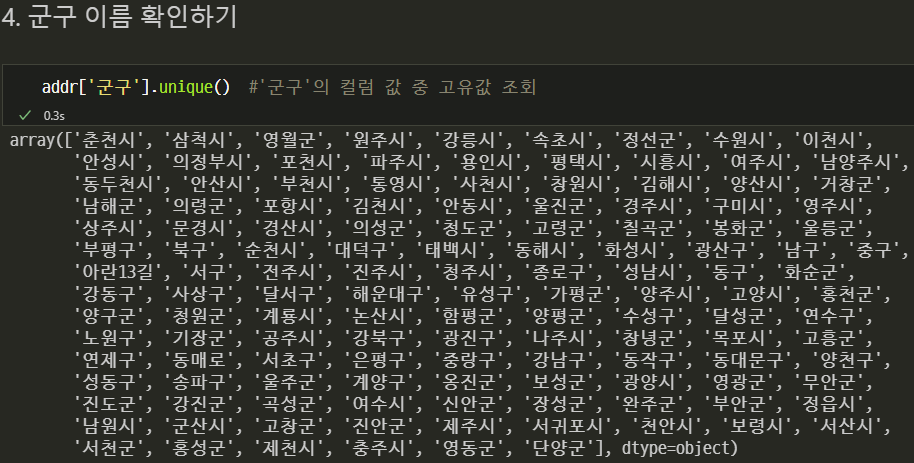 4. 군구 이름 확인하기
addr['군구'].unique() #'군구'의 컬럼 값 중 고유값 조회
✓ 0.3s
array(['춘천시', '삼척시', '영월군', '원주시', '강릉시', '속초시', '정선군', '수원시', '이천시',
'안성시', '의정부시', '포천시', '파주시', '용인시', '평택시', '시흥시', '여주시', '남양주시',
'동두천시', '안산시', '부천시', '통영시', '사천시', '창원시', '김해시', '양산시', '거창군',
'남해군', '의령군', '포항시', '김천시', '안동시', '울진군', '경주시', '구미시', '영주시',
'상주시', '문경시', '경산시', '의성군', '청도군', '고령군', '칠곡군', '봉화군', '울릉군',
'부평구', '북구', '순천시', '대덕구', '태백시', '동해시', '화성시', '광산구', '남구', '중구',
'아란13길', '서구', '전주시', '진주시', '청주시', '종로구', '성남시', '동구', '화순군',
'강동구', '사상구', '달서구', '해운대구', '유성구', '가평군', '양주시', '고양시', '홍천군',
'양구군', '청원군', '계룡시', '논산시', '함평군', '양평군', '수성구', '달성군', '연수구',
'노원구', '기장군', '공주시', '강북구', '광진구', '나주시', '창녕군', '목포시', '고흥군',
'연제구', '동매로', '서초구', '은평구', '중랑구', '강남구', '동작구', '동대문구', '양천구',
'성동구', '송파구', '울주군', '계양구', '옹진군', '보성군', '광양시', '영광군', '무안군',
'진도군', '강진군', '곡성군', '여수시', '신안군', '장성군', '완주군', '부안군', '정읍시',
'남원시', '군산시', '고창군', '진안군', '제주시', '서귀포시', '천안시', '보령시', '서산시',
'서천군', '홍성군', '제천시', '충주시', '영동군', '단양군'], dtype=object)